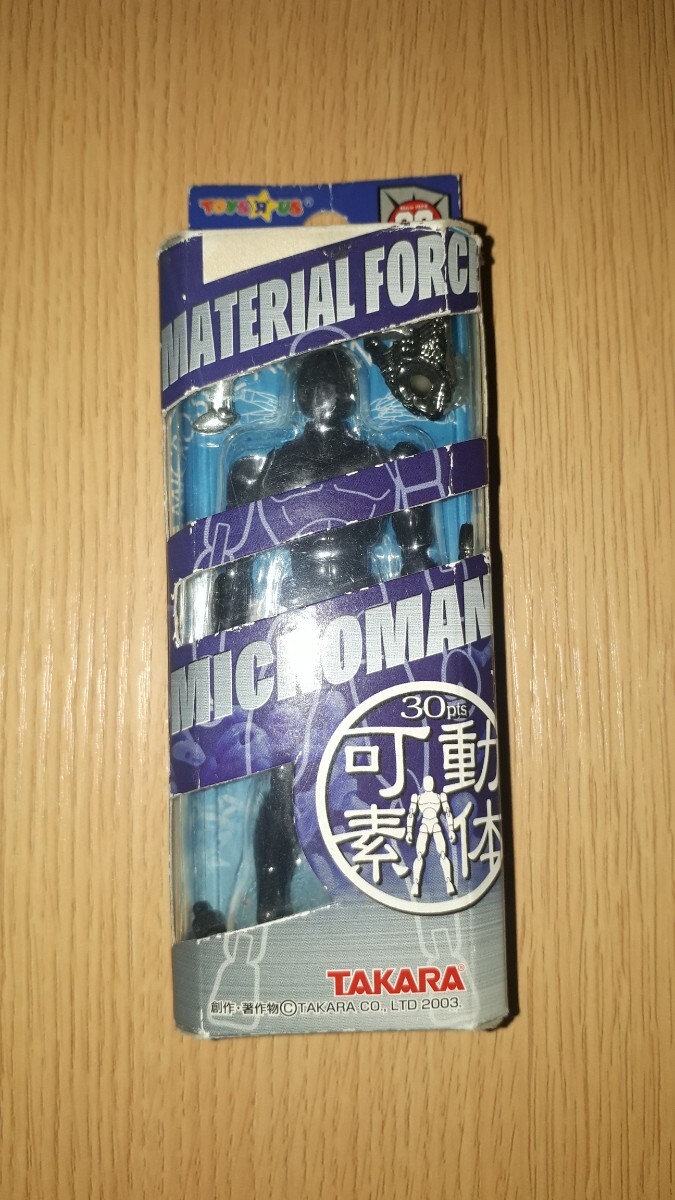 TOYS R US®
MATERIAL FORCE
MICROMAN
30pts.
可動
素体
TAKARA®
創作・著作物©TAKARA CO., LTD 2003.